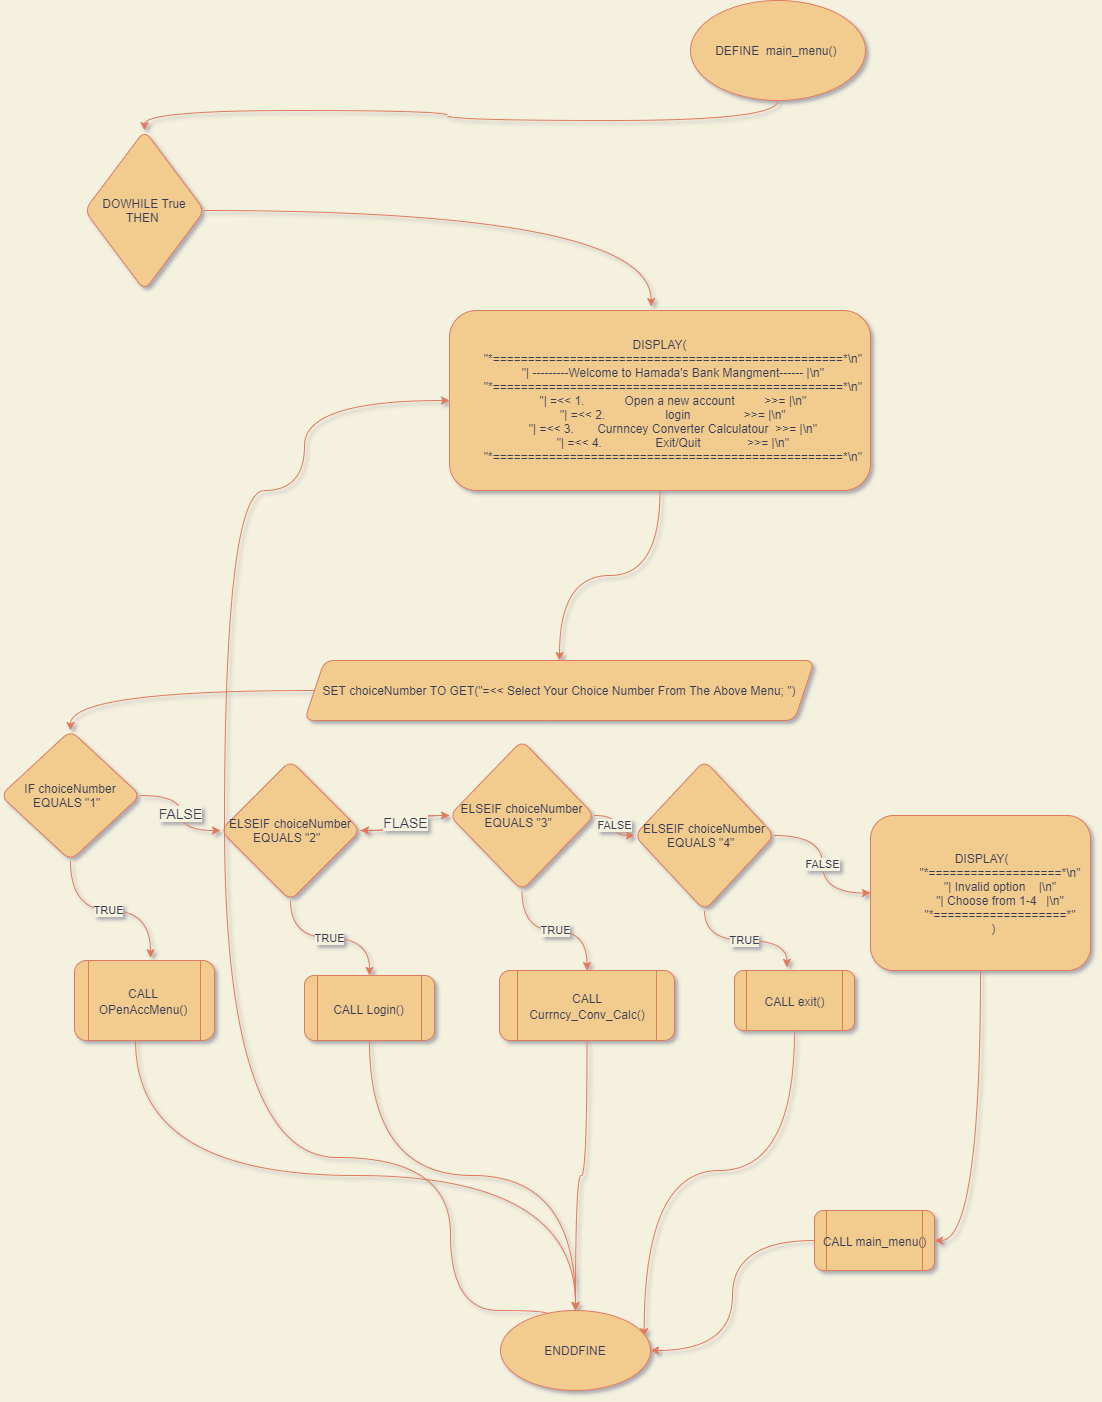 DEFINE  main_menu()
DOWHILE True
THEN
DISPLAY(
"*==================================================*\n"
"| ---------Welcome to Hamada's Bank Mangment------ |\n"
"*==================================================*\n"
"| =<< 1.            Open a new account         >>= |\n"
"| =<< 2.                  login                >>= |\n"
"| =<< 3.       Curnncey Converter Calculatour  >>= |\n"
"| =<< 4.                Exit/Quit              >>= |\n"
"*==================================================*\n"
SET choiceNumber TO GET("=<< Select Your Choice Number From The Above Menu; ")
IF choiceNumber
EQUALS "1"
FALSE
ELSEIF choiceNumber
EQUALS "2"
FLASE
ELSEIF choiceNumber
EQUALS "3"
FALSE
ELSEIF choiceNumber
EQUALS "4"
FALSE
DISPLAY(
"*===================*\n"
"| Invalid option    |\n"
"| Choose from 1-4   |\n"
"*===================*"
)
TRUE
TRUE
TRUE
TRUE
CALL
OPenAccMenu()
CALL Login()
CALL
Currncy_Conv_Calc()
CALL exit()
CALL main_menu()
ENDDFINE